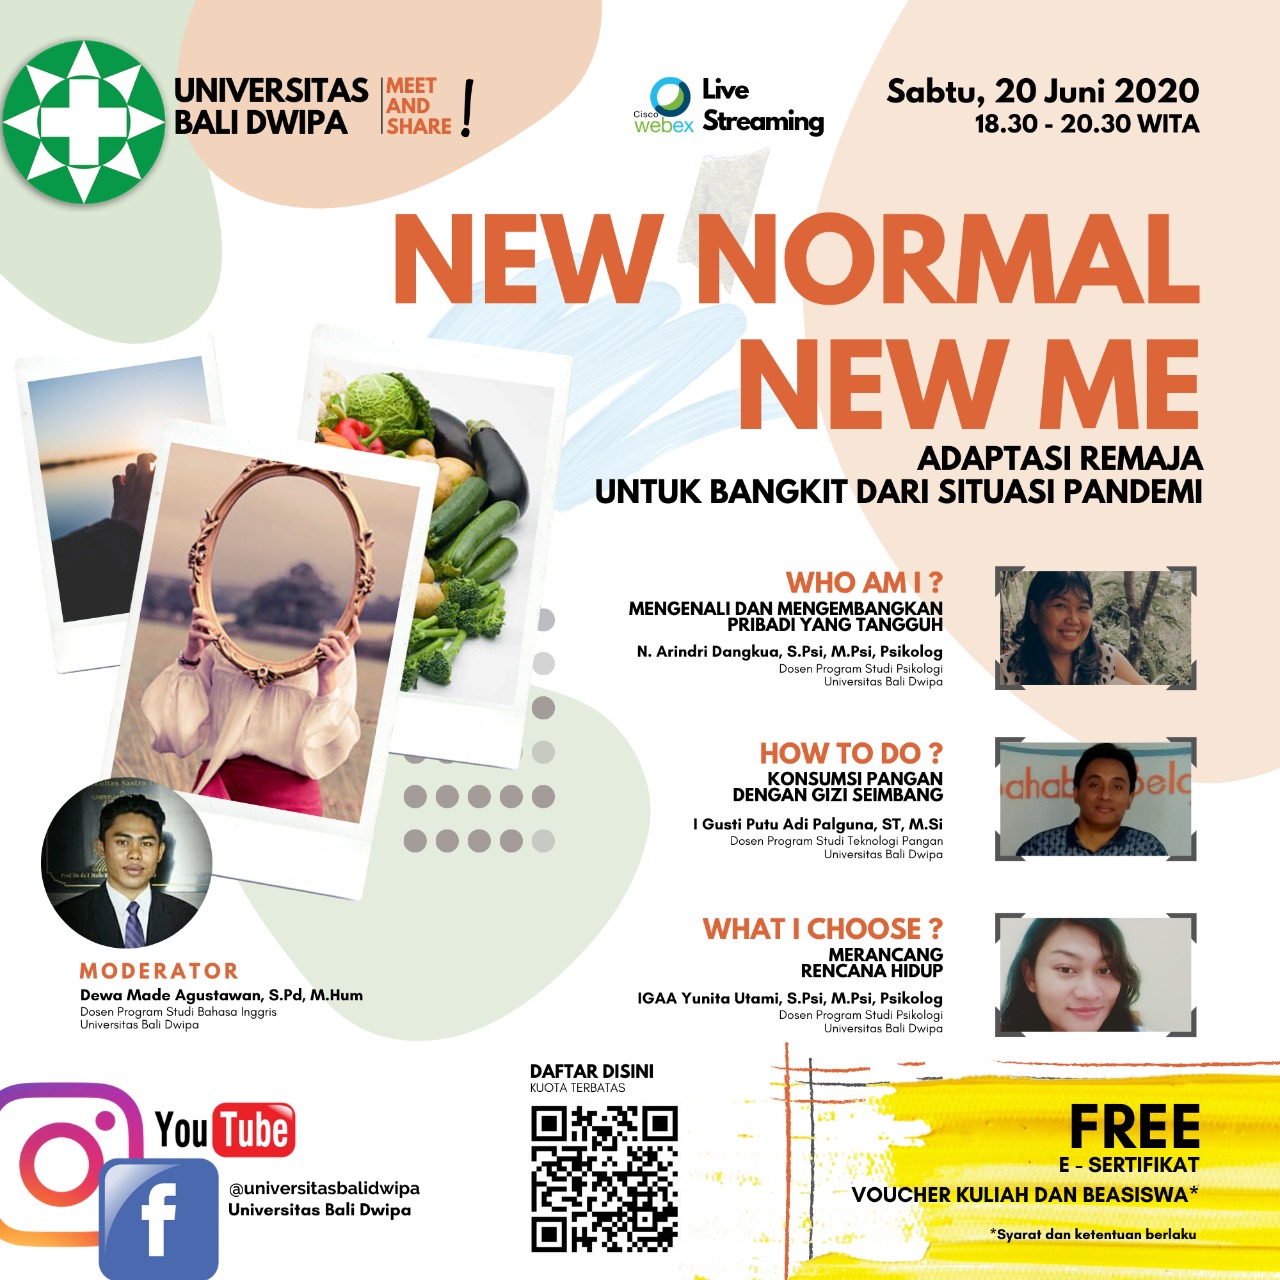 UNIVERSITAS
BALI DWIPA
MEET
AND
SHARE !
Cisco
webex
Live
Streaming
Sabtu, 20 Juni 2020
18.30 - 20.30 WITA
NEW NORMAL
NEW ME
ADAPTASI REMAJA
UNTUK BANGKIT DARI SITUASI PANDEMI
WHO AM I ?
MENGENALI DAN MENGEMBANGKAN
PRIBADI YANG TANGGUH
N. Arindri Dangkua, S.Psi, M.Psi, Psikolog
Dosen Program Studi Psikologi
Universitas Bali Dwipa
HOW TO DO ?
KONSUMSI PANGAN
DENGAN GIZI SEIMBANG
I Gusti Putu Adi Palguna, ST, M.Si
Dosen Program Studi Teknologi Pangan
Universitas Bali Dwipa
WHAT I CHOOSE ?
MERANCANG
RENCANA HIDUP
IGAA Yunita Utami, S.Psi, M.Psi, Psikolog
Dosen Program Studi Psikologi
Universitas Bali Dwipa
MODERATOR
Dewa Made Agustawan, S.Pd, M.Hum
Dosen Program Studi Bahasa Inggris
Universitas Bali Dwipa
DAFTAR DISINI
KUOTA TERBATAS
You Tube
f
@universitasbalidwipa
Universitas Bali Dwipa
FREE
E - SERTIFIKAT
VOUCHER KULIAH DAN BEASISWA*
*Syarat dan ketentuan berlaku